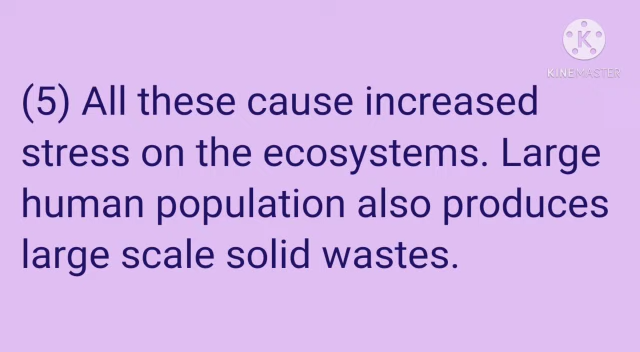 KINEMASTER
(5) All these cause increased
stress on the ecosystems. Large
human population also produces
large scale solid wastes.